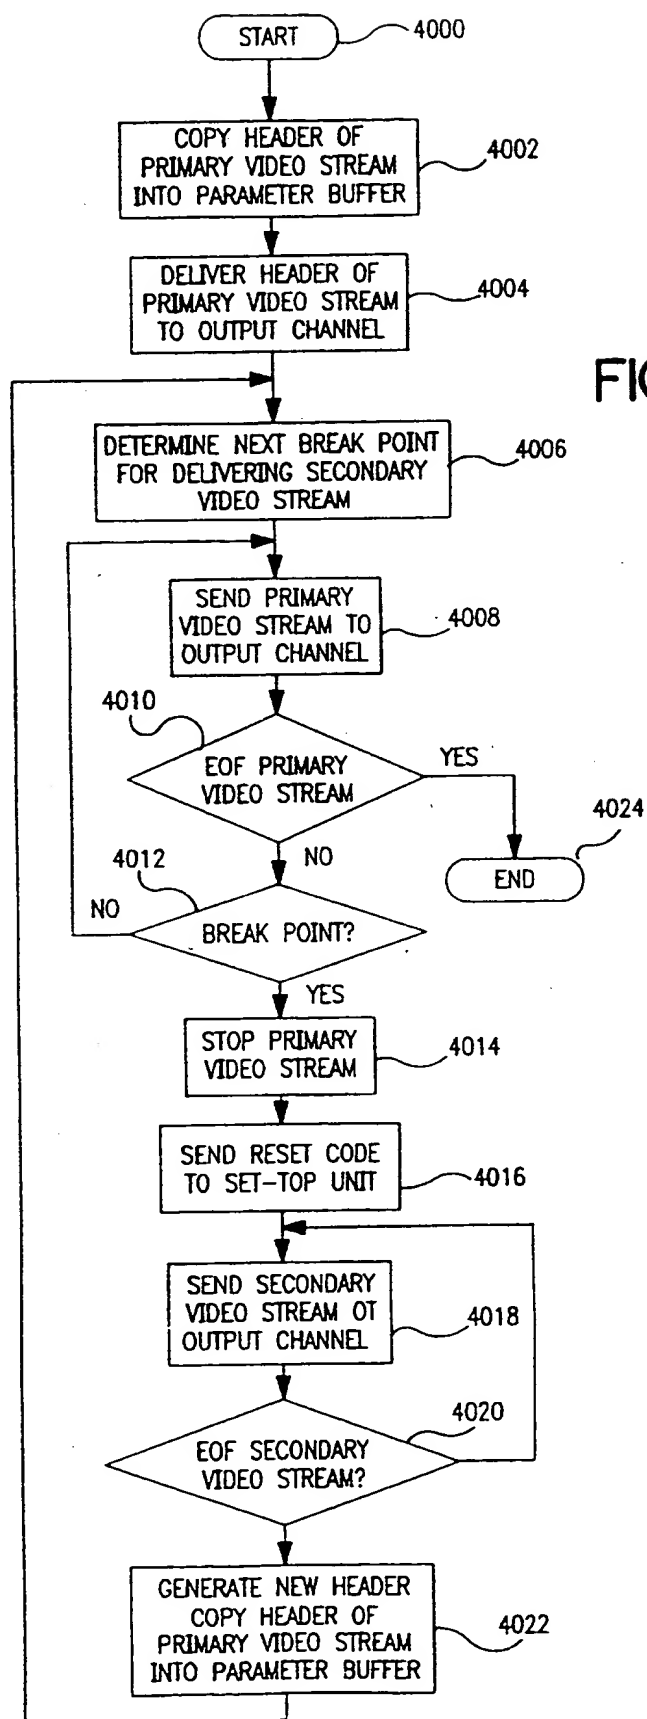 START
4000
COPY HEADER OF
PRIMARY VIDEO STREAM
INTO PARAMETER BUFFER
4002
DELIVER HEADER OF
PRIMARY VIDEO STREAM
TO OUTPUT CHANNEL
4004
FIG
DETERMINE NEXT BREAK POINT
FOR DELIVERING SECONDARY
VIDEO STREAM
4006
SEND PRIMARY
VIDEO STREAM TO
OUTPUT CHANNEL
4008
4010
EOF PRIMARY
VIDEO STREAM
YES
4024
END
NO
4012
NO
BREAK POINT?
YES
STOP PRIMARY
VIDEO STREAM
4014
SEND RESET CODE
TO SET-TOP UNIT
4016
SEND SECONDARY
VIDEO STREAM OT
OUTPUT CHANNEL
4018
4020
EOF SECONDARY
VIDEO STREAM?
GENERATE NEW HEADER
COPY HEADER OF
PRIMARY VIDEO STREAM
INTO PARAMETER BUFFER
4022